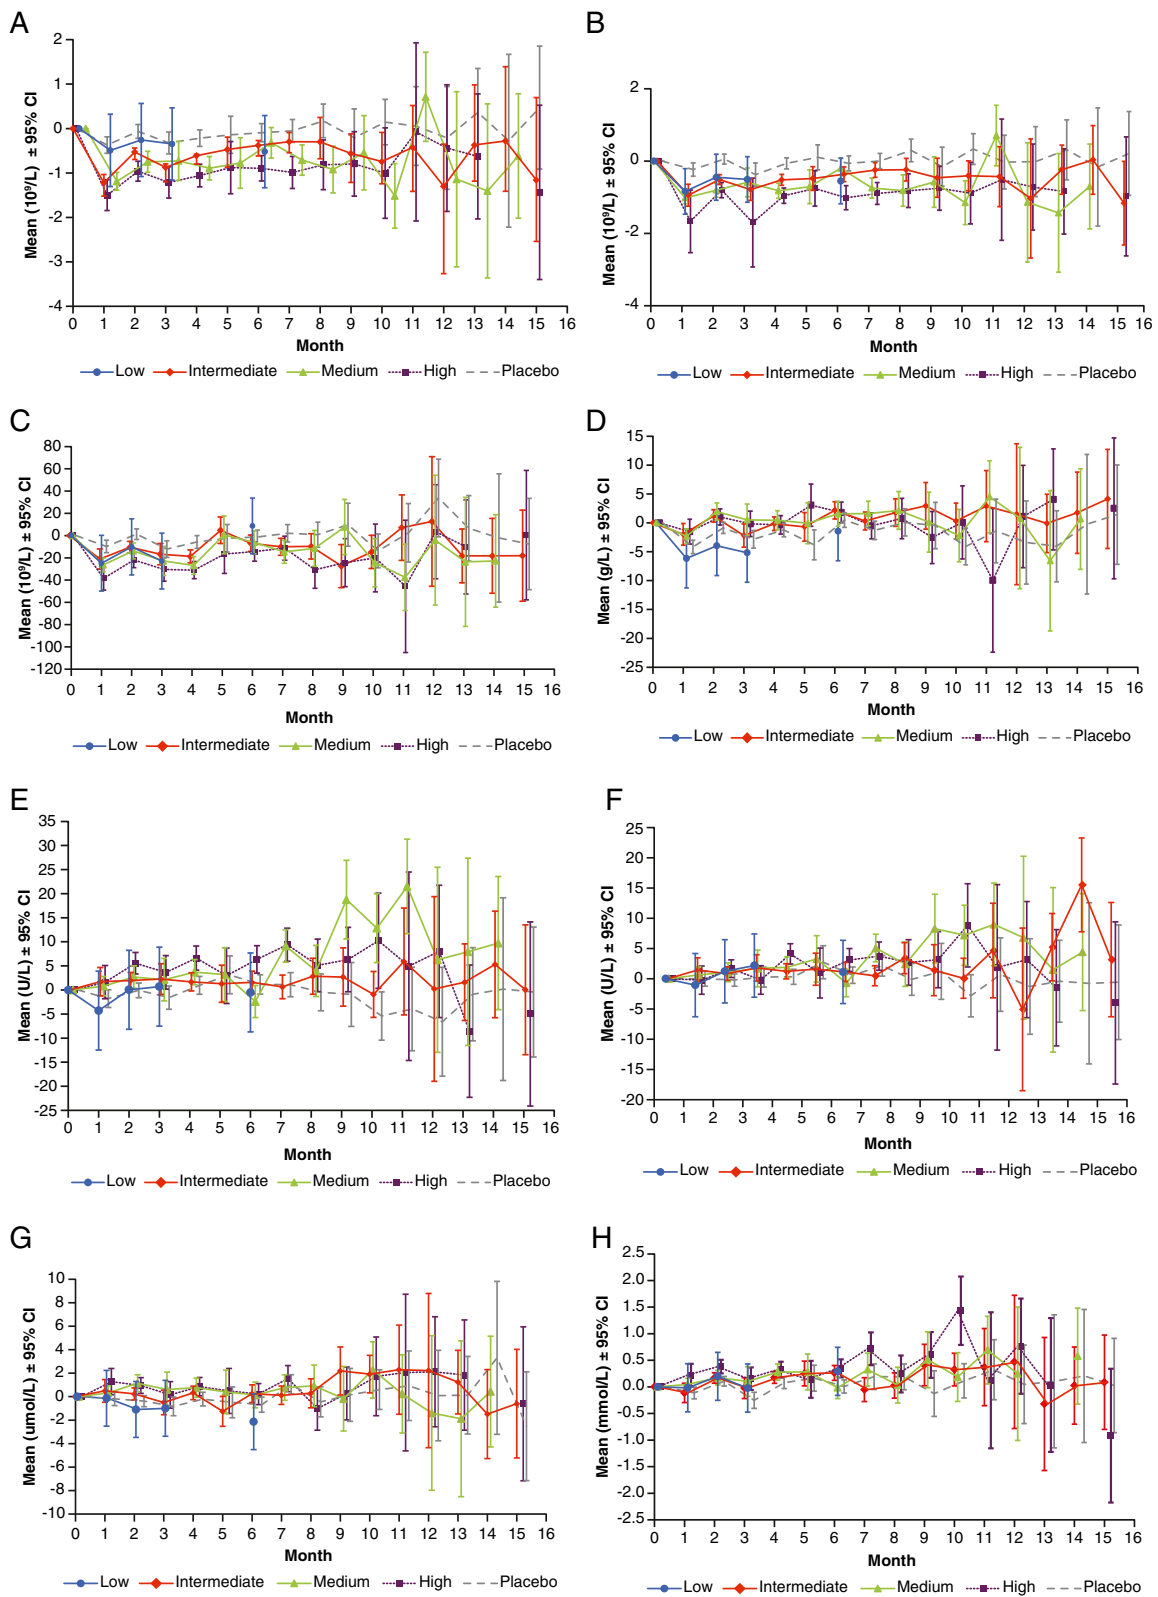 A
Mean (10⁹/L) ± 95% CI
2
1
0
-1
-2
-3
-4
0 1 2 3 4 5 6 7 8 9 10 11 12 13 14 15 16
Month
Low Intermediate Medium High Placebo
B
Mean (10⁹/L) ± 95% CI
2
0
-2
-4
0 1 2 3 4 5 6 7 8 9 10 11 12 13 14 15 16
Month
Low Intermediate Medium High Placebo
C
Mean (10⁹/L) ± 95% CI
80
60
40
20
0
-20
-40
-60
-80
-100
-120
0 1 2 3 4 5 6 7 8 9 10 11 12 13 14 15 16
Month
Low Intermediate Medium High Placebo
D
Mean (g/L) ± 95% CI
15
10
5
0
-5
-10
-15
-20
-25
0 1 2 3 4 5 6 7 8 9 10 11 12 13 14 15 16
Month
Low Intermediate Medium High Placebo
E
Mean (U/L) ± 95% CI
35
30
25
20
15
10
5
0
-5
-10
-15
-20
-25
0 1 2 3 4 5 6 7 8 9 10 11 12 13 14 15 16
Month
Low Intermediate Medium High Placebo
F
Mean (U/L) ± 95% CI
25
20
15
10
5
0
-5
-10
-15
-20
0 1 2 3 4 5 6 7 8 9 10 11 12 13 14 15 16
Month
Low Intermediate Medium High Placebo
G
Mean (umol/L) ± 95% CI
10
8
6
4
2
0
-2
-4
-6
-8
-10
0 1 2 3 4 5 6 7 8 9 10 11 12 13 14 15 16
Month
Low Intermediate Medium High Placebo
H
Mean (mmol/L) ± 95% CI
2.5
2.0
1.5
1.0
0.5
0.0
-0.5
-1.0
-1.5
-2.0
-2.5
0 1 2 3 4 5 6 7 8 9 10 11 12 13 14 15 16
Month
Low Intermediate Medium High Placebo